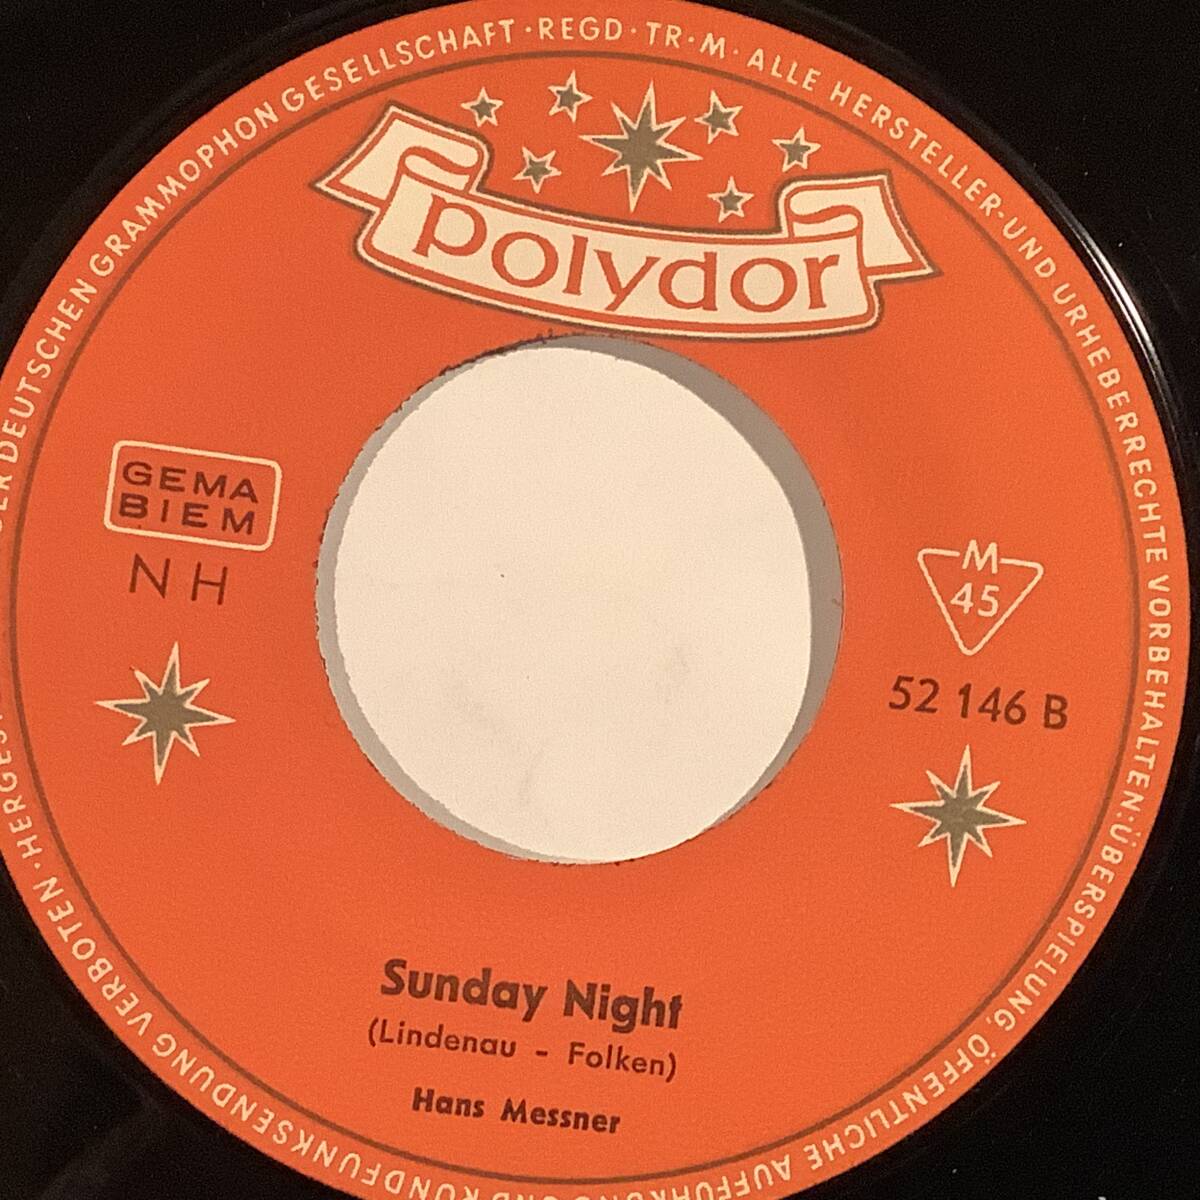 DEUTSCHEN GRAMMOPHON GESELLSCHAFT · REGD · TR · M · ALLE HERSTELLER- UND URHEBERRECHTE VORBEHALTEN: ÜBERSPIELUNG, ÖFFENTLICHE AUFFÜHRUNG UND RUNDFUNKSENDUNG VERBOTEN ·
polydor
GEMA
BIEM
NH
M
45
52 146 B
Sunday Night
(Lindenau - Folken)
Hans Messner